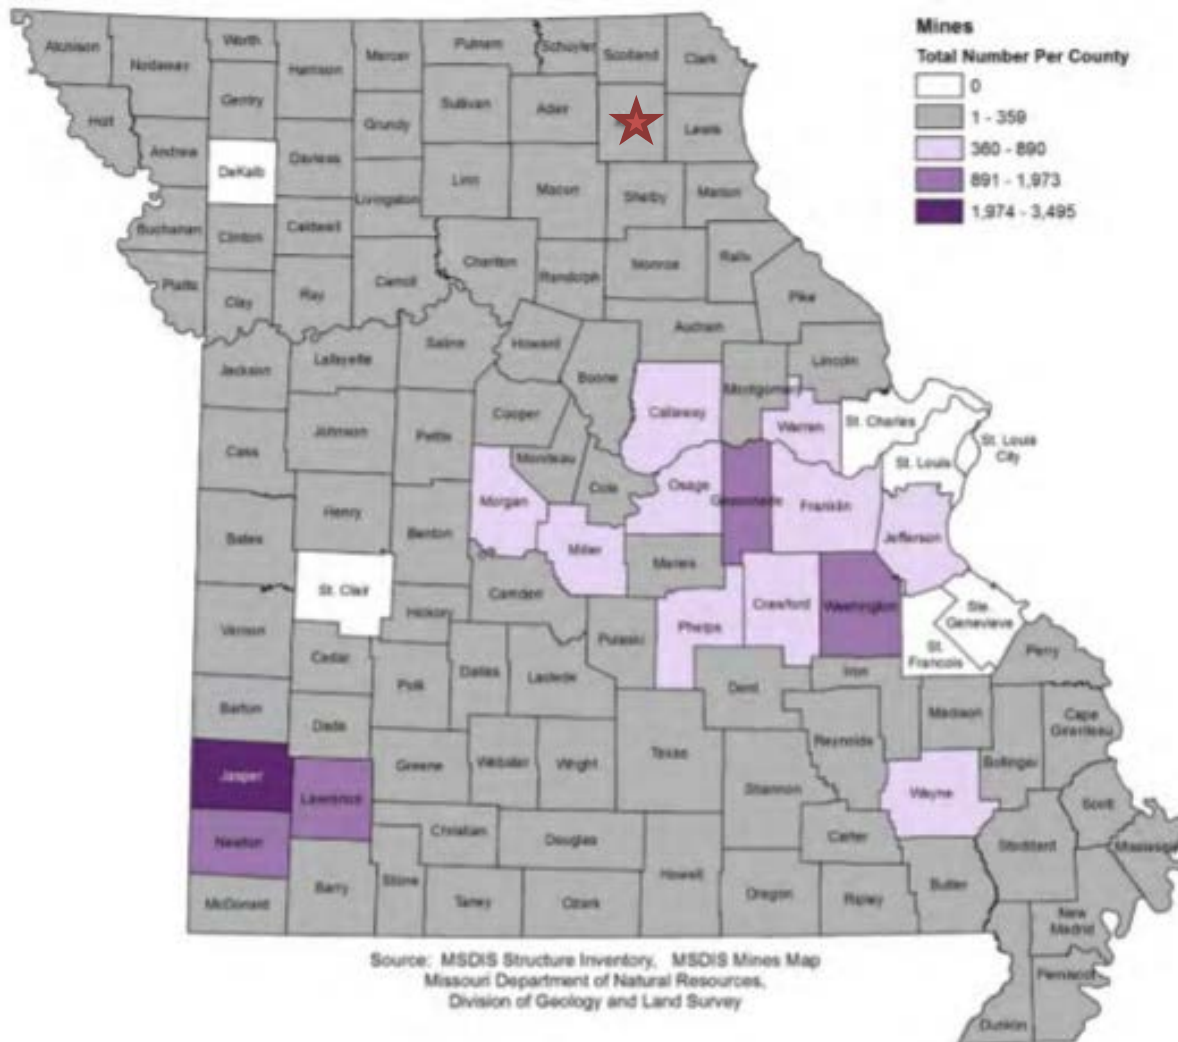 Mines
Total Number Per County
0
1 - 359
360 - 890
891 - 1,973
1,974 - 3,495
Atchison
Nodaway
Worth
Harrison
Mercer
Putnam
Schuyler
Scotland
Clark
Holt
Gentry
Sullivan
Adair
Lewis
Grundy
Andrew
DeKalb
Daviess
Livingston
Linn
Macon
Shelby
Marion
Buchanan
Clinton
Caldwell
Chariton
Randolph
Monroe
Ralls
Platte
Clay
Ray
Carroll
Pike
Audrain
Jackson
Lafayette
Saline
Howard
Boone
Montgomery
Lincoln
Callaway
Warren
St. Charles
Cooper
Cass
Johnson
Pettis
Moniteau
St. Louis
St. Louis
City
Cole
Osage
Gasconade
Franklin
Morgan
Jefferson
Bates
Henry
Benton
Miller
Maries
St. Clair
Camden
Crawford
Washington
Ste.
Genevieve
Hickory
Phelps
Pulaski
Vernon
St.
Francois
Perry
Cedar
Polk
Dallas
Laclede
Dent
Iron
Barton
Dade
Madison
Cape
Girardeau
Jasper
Greene
Webster
Wright
Texas
Reynolds
Bollinger
Lawrence
Shannon
Wayne
Scott
Newton
Christian
Douglas
Carter
Stoddard
Mississippi
McDonald
Barry
Stone
Taney
Ozark
Howell
Oregon
Ripley
Butler
New
Madrid
Pemiscot
Dunklin
Source: MSDIS Structure Inventory, MSDIS Mines Map
Missouri Department of Natural Resources,
Division of Geology and Land Survey